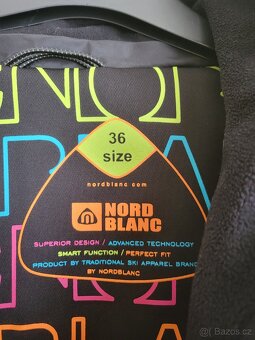 36
size
nordblanc.com
NORD
BLANC
SUPERIOR DESIGN / ADVANCED TECHNOLOGY
SMART FUNCTION / PERFECT FIT
PRODUCT BY TRADITIONAL SKI APPAREL BRAND
BY NORDBLANC
sbazar.cz